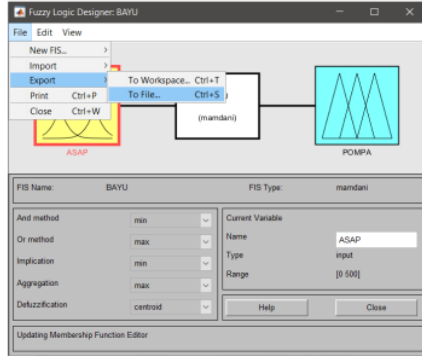 Fuzzy Logic Designer: BAYU
File Edit View
New FIS...
Import
Export
Print Ctrl+P
Close Ctrl+W
To Workspace... Ctrl+T
To File... Ctrl+S
(mamdani)
ASAP
POMPA
FIS Name: BAYU FIS Type: mamdani
And method min
Or method max
Implication min
Aggregation max
Defuzzification centroid
Current Variable
Name ASAP
Type input
Range [0 500]
Help Close
Updating Membership Function Editor